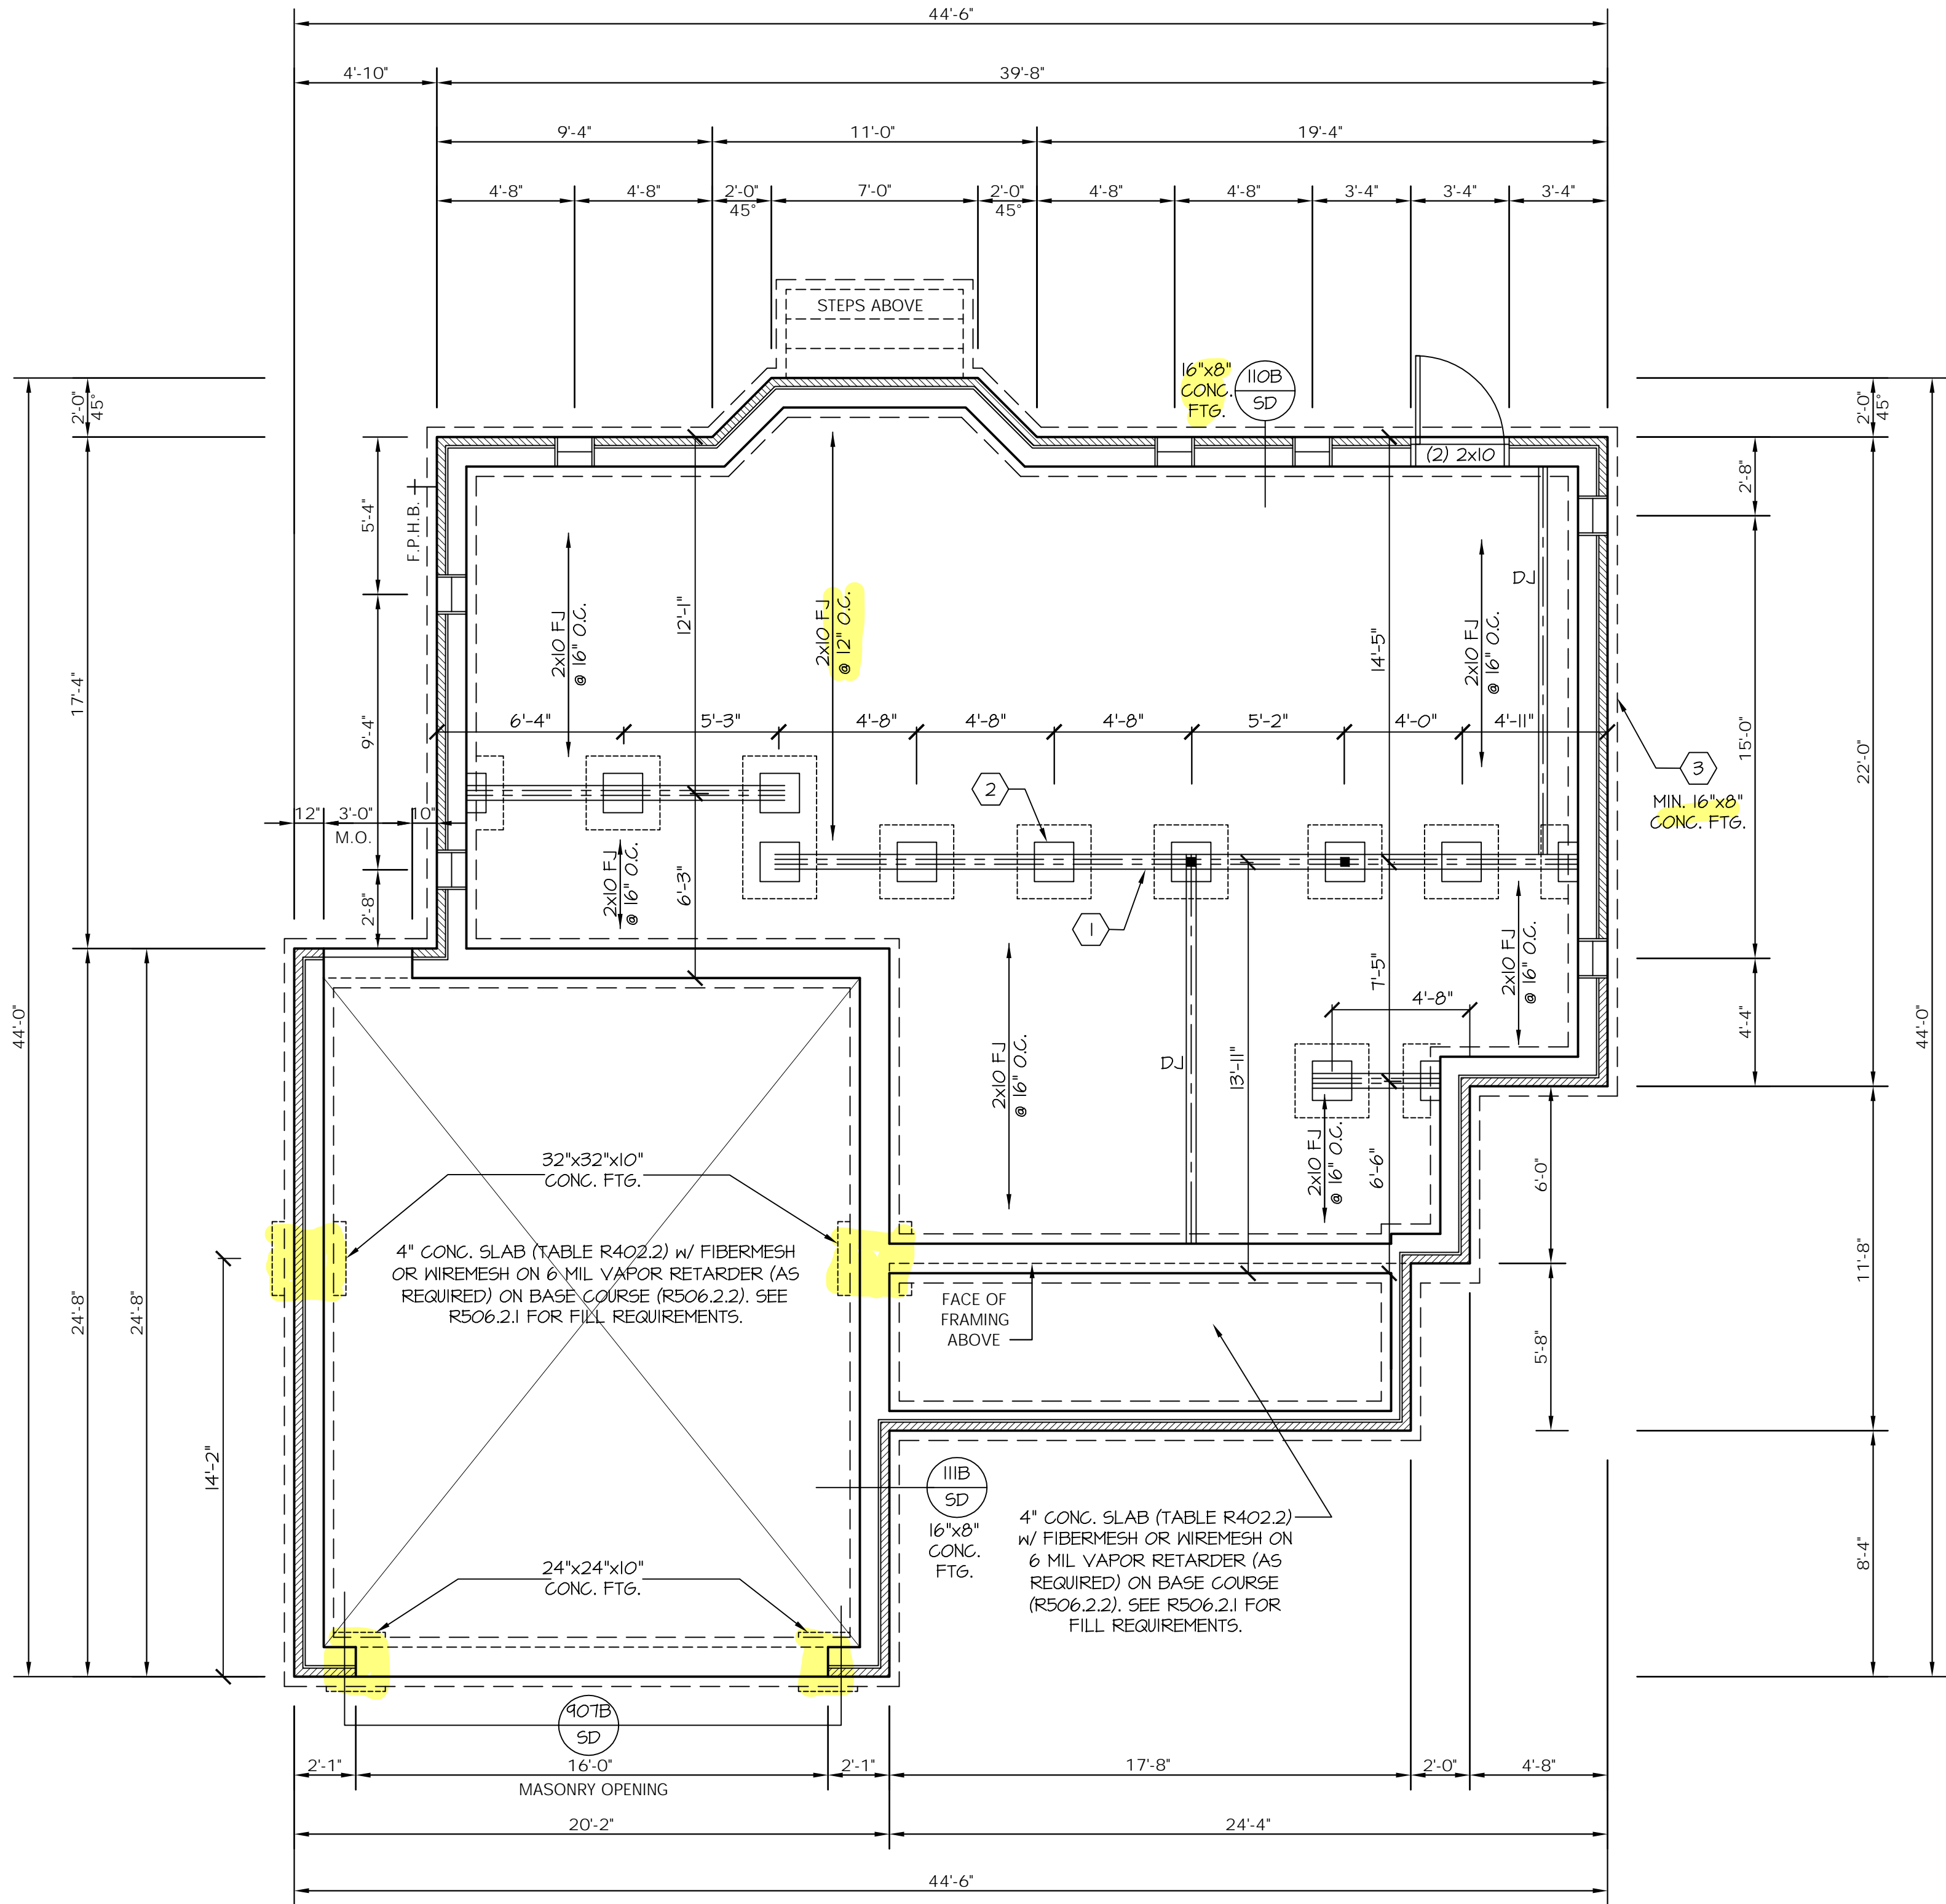 44'-6"
4'-10"
39'-8"
9'-4"
11'-0"
19'-4"
4'-8"
4'-8"
2'-0"
45°
7'-0"
2'-0"
45°
4'-8"
4'-8"
3'-4"
3'-4"
3'-4"
STEPS ABOVE
16"x8"
CONC.
FTG.
110B
SD
(2) 2x10
2'-0"
45°
2'-0"
45°
17'-4"
5'-4"
F.P.H.B.
9'-4"
2'-8"
2x10 FJ
@ 16" O.C.
12'-1"
2x10 FJ
@ 12" O.C.
14'-5"
2x10 FJ
@ 16" O.C.
DJ
2'-8"
15'-0"
22'-0"
4'-4"
6'-4"
5'-3"
4'-8"
4'-8"
4'-8"
5'-2"
4'-0"
4'-11"
3
MIN. 16"x8"
CONC. FTG.
2
1
12"
3'-0"
M.O.
10"
2x10 FJ
@ 16" O.C.
6'-3"
44'-0"
44'-0"
2x10 FJ
@ 16" O.C.
DJ
13'-11"
7'-5"
4'-8"
2x10 FJ
@ 16" O.C.
2x10 FJ
@ 16" O.C.
6'-6"
6'-0"
11'-8"
5'-8"
8'-4"
24'-8"
24'-8"
14'-2"
32"x32"x10"
CONC. FTG.
4" CONC. SLAB (TABLE R402.2) W/ FIBERMESH
OR WIREMESH ON 6 MIL VAPOR RETARDER (AS
REQUIRED) ON BASE COURSE (R506.2.2). SEE
R506.2.1 FOR FILL REQUIREMENTS.
FACE OF
FRAMING
ABOVE
111B
SD
16"x8"
CONC.
FTG.
4" CONC. SLAB (TABLE R402.2)
W/ FIBERMESH OR WIREMESH ON
6 MIL VAPOR RETARDER (AS
REQUIRED) ON BASE COURSE
(R506.2.2). SEE R506.2.1 FOR
FILL REQUIREMENTS.
24"x24"x10"
CONC. FTG.
907B
SD
2'-1"
16'-0"
MASONRY OPENING
2'-1"
17'-8"
2'-0"
4'-8"
20'-2"
24'-4"
44'-6"